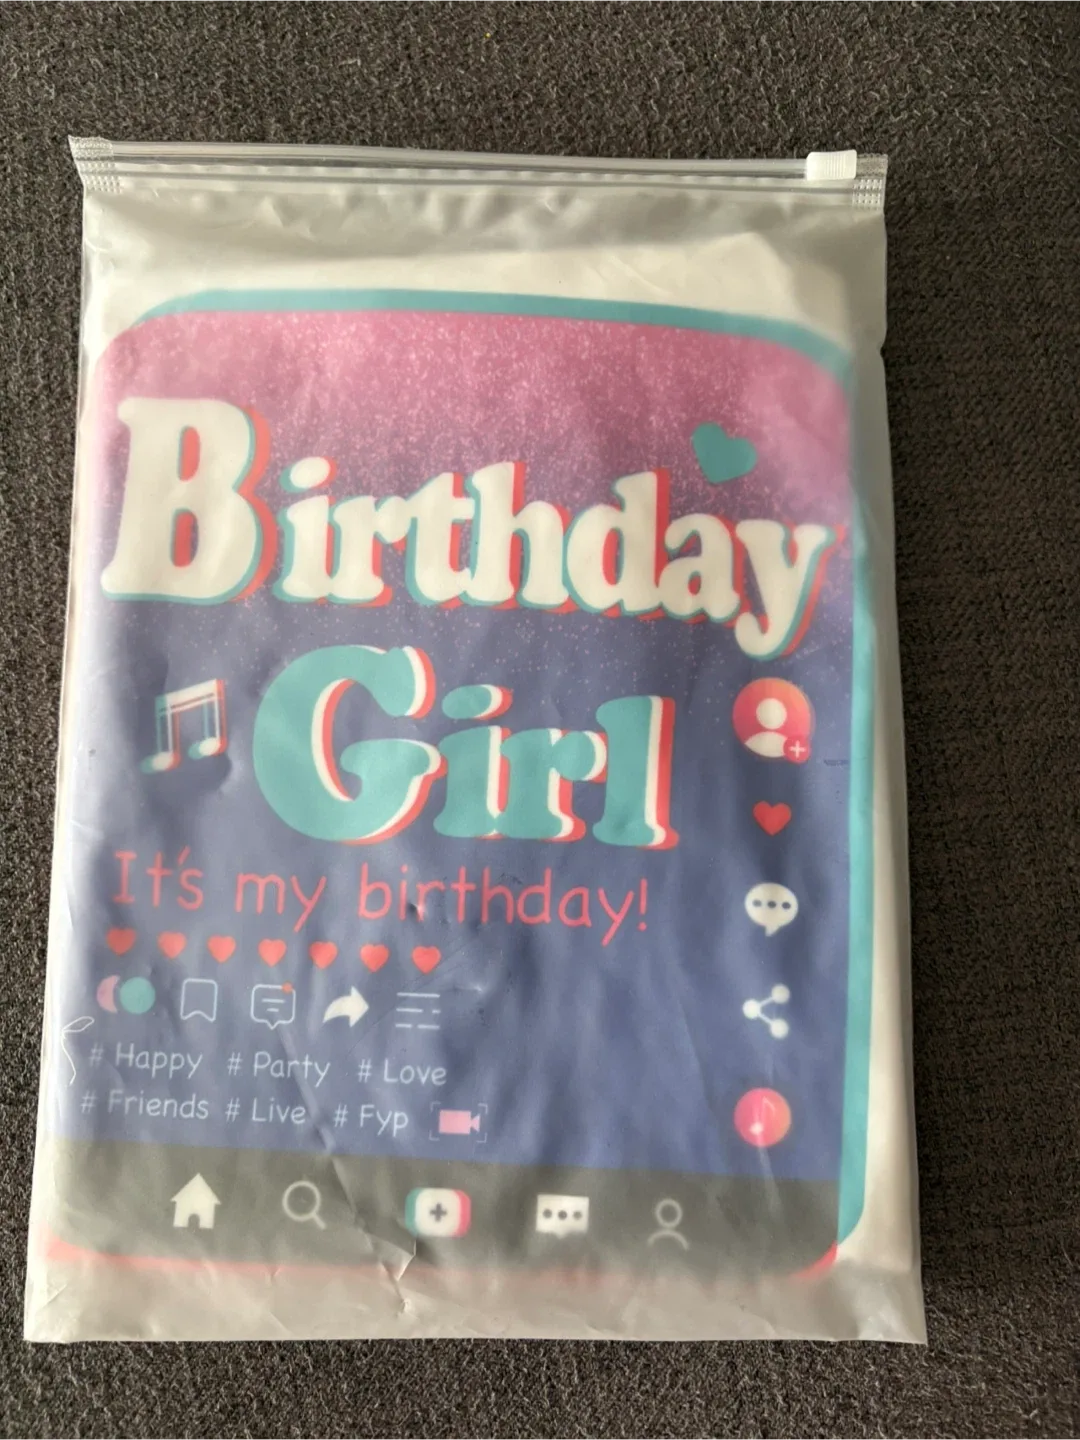 Birthday
Girl
It's my birthday!
# Happy # Party # Love
# Friends # Live # Fyp